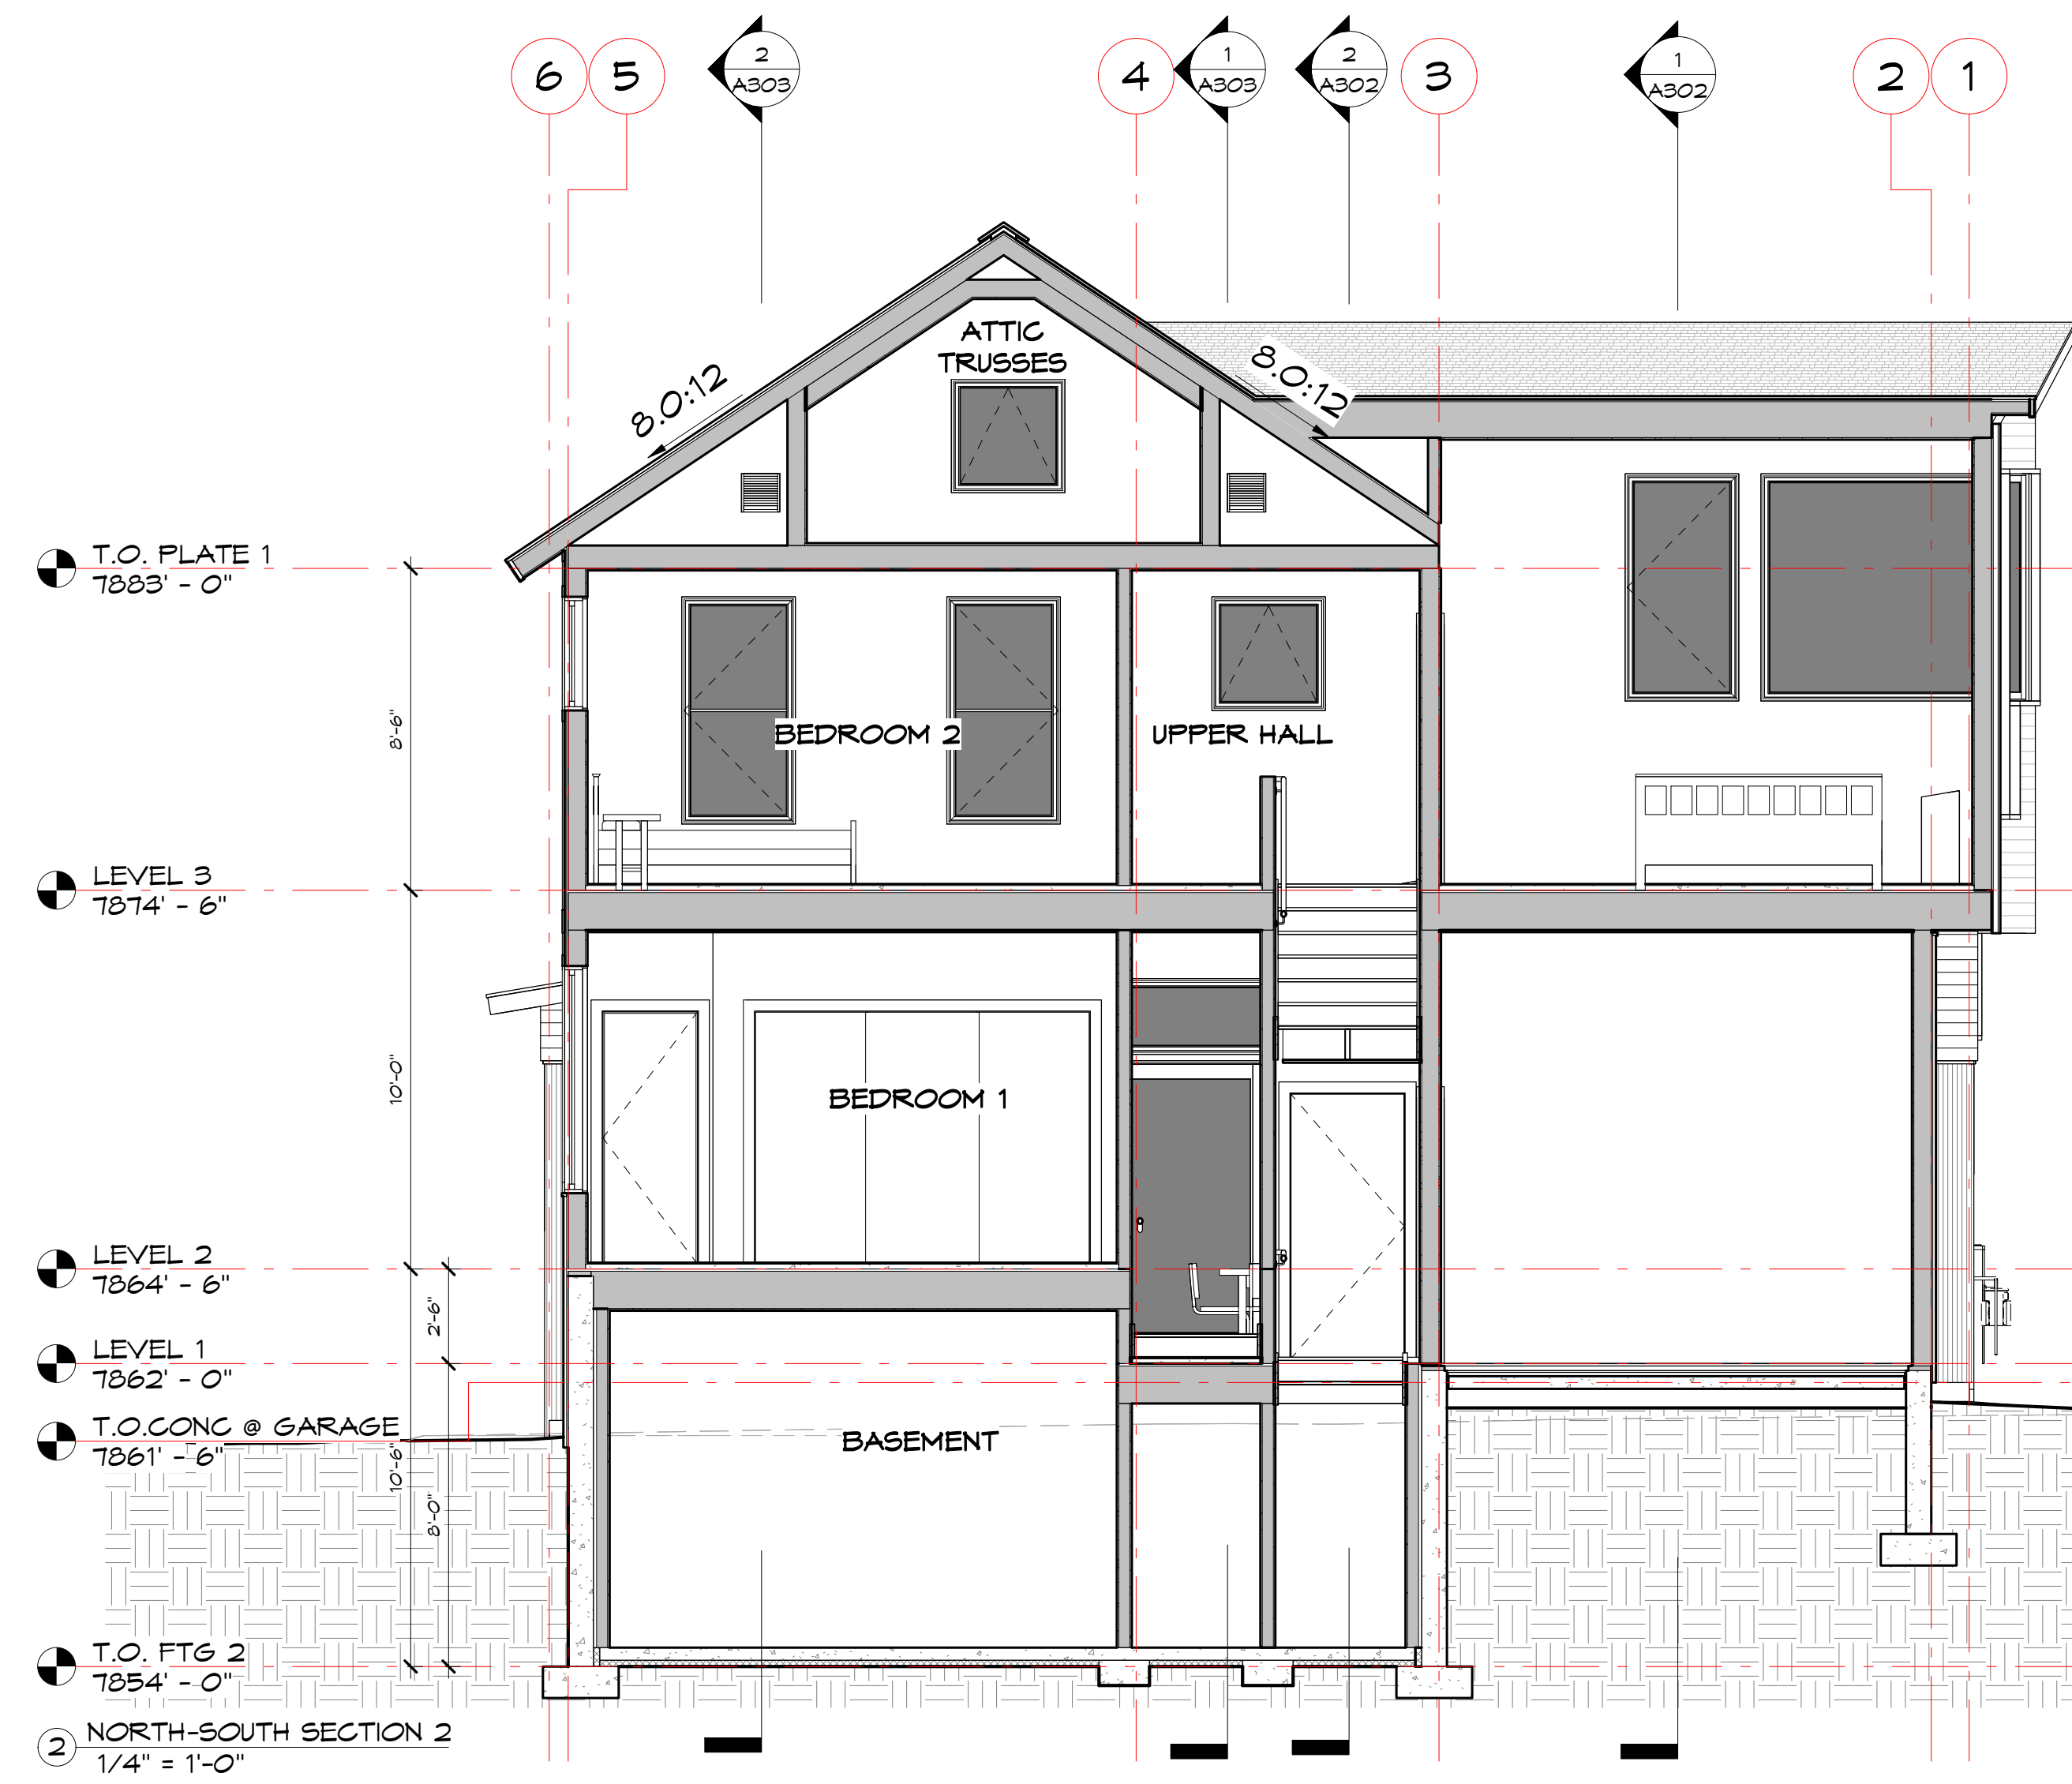 6
5
2
A303
4
1
A303
2
A302
3
1
A302
2
1
ATTIC
TRUSSES
8.0:12
8.0:12
T.O. PLATE 1
7883' - 0"
8'-6"
BEDROOM 2
UPPER HALL
LEVEL 3
7874' - 6"
10'-0"
BEDROOM 1
LEVEL 2
7864' - 6"
2'-6"
LEVEL 1
7862' - 0"
T.O.CONC @ GARAGE
7861' - 6"
10'-6"
8'-0"
BASEMENT
T.O. FTG 2
7854' - 0"
2
NORTH-SOUTH SECTION 2
1/4" = 1'-0"